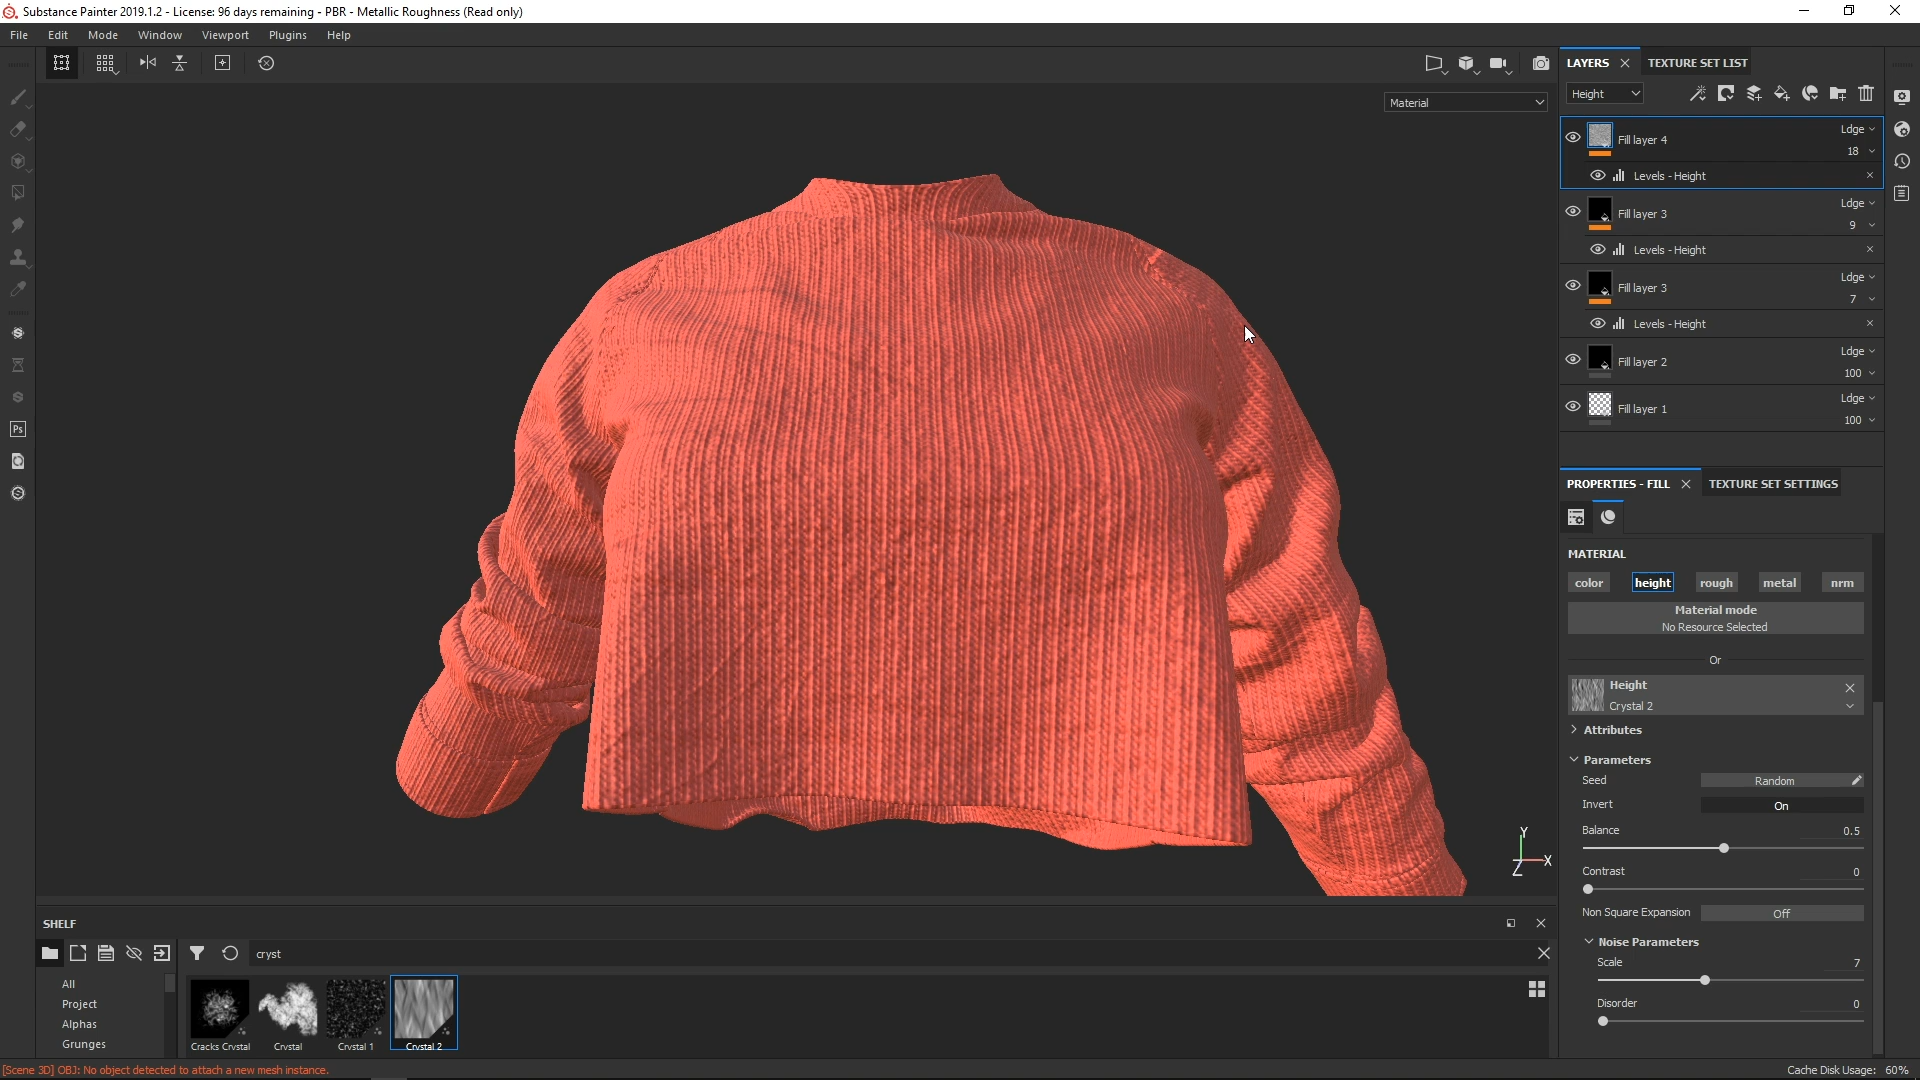 Substance Painter 2019.1.2 - License: 96 days remaining - PBR - Metallic Roughness (Read only)
File Edit Mode Window Viewport Plugins Help
LAYERS TEXTURE SET LIST
Material
Height
Fill layer 4 Ldge
18
Levels - Height
Fill layer 3 Ldge
9
Levels - Height
Fill layer 3 Ldge
7
Levels - Height
Fill layer 2 Ldge
100
Fill layer 1 Ldge
100
Ps
PROPERTIES - FILL TEXTURE SET SETTINGS
MATERIAL
color height rough metal nrm
Material mode
No Resource Selected
Or
Height
Crystal 2
Attributes
Parameters
Seed Random
Invert On
Balance 0.5
Contrast 0
Non Square Expansion Off
Noise Parameters
Scale 7
Disorder 0
Y
X
Z
SHELF
cryst
All
Project
Alphas
Grunges
Cracks Crystal Crystal Crystal 1 Crystal 2
[Scene 3D] OBJ: No object detected to attach a new mesh instance.
Cache Disk Usage: 60%